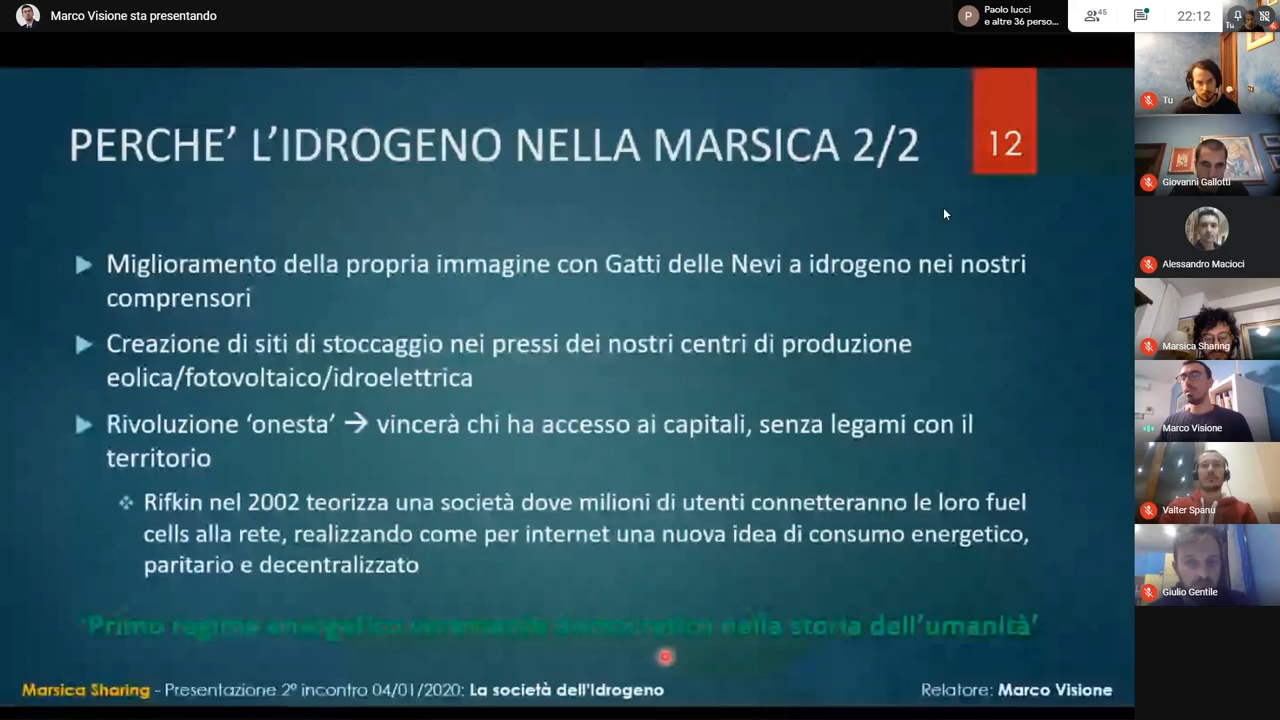 Marco Visione sta presentando
P
Paolo Iucci
e altre 36 perso...
45
22:12
Tu
PERCHE' L'IDROGENO NELLA MARSICA 2/2
12
Miglioramento della propria immagine con Gatti delle Nevi a idrogeno nei nostri
comprensori
Creazione di siti di stoccaggio nei pressi dei nostri centri di produzione
eolica/fotovoltaico/idroelettrica
Rivoluzione 'onesta' → vincerà chi ha accesso ai capitali, senza legami con il
territorio
Rifkin nel 2002 teorizza una società dove milioni di utenti connetteranno le loro fuel
cells alla rete, realizzando come per internet una nuova idea di consumo energetico,
paritario e decentralizzato
'Primo regime energetico veramente democratico nella storia dell'umanità'
Marsica Sharing - Presentazione 2° incontro 04/01/2020: La società dell'Idrogeno
Relatore: Marco Visione
Tu
Giovanni Gallotti
Alessandro Macioci
Marsica Sharing
Marco Visione
Valter Spanu
Giulio Gentile